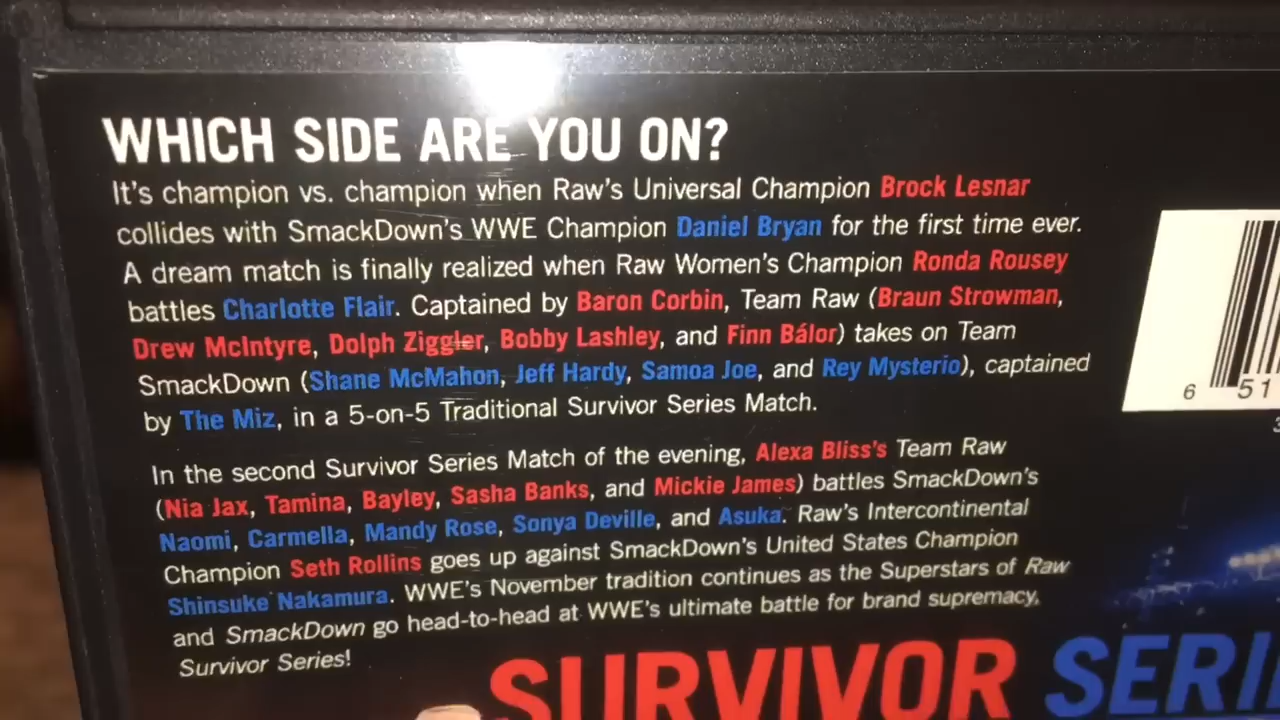 WHICH SIDE ARE YOU ON?
It's champion vs. champion when Raw's Universal Champion Brock Lesnar
collides with SmackDown's WWE Champion Daniel Bryan for the first time ever.
A dream match is finally realized when Raw Women's Champion Ronda Rousey
battles Charlotte Flair. Captained by Baron Corbin, Team Raw (Braun Strowman,
Drew McIntyre, Dolph Ziggler, Bobby Lashley, and Finn Bálor) takes on Team
SmackDown (Shane McMahon, Jeff Hardy, Samoa Joe, and Rey Mysterio), captained
by The Miz, in a 5-on-5 Traditional Survivor Series Match.
In the second Survivor Series Match of the evening, Alexa Bliss's Team Raw
(Nia Jax, Tamina, Bayley, Sasha Banks, and Mickie James) battles SmackDown's
Naomi, Carmella, Mandy Rose, Sonya Deville, and Asuka. Raw's Intercontinental
Champion Seth Rollins goes up against SmackDown's United States Champion
Shinsuke Nakamura. WWE's November tradition continues as the Superstars of Raw
and SmackDown go head-to-head at WWE's ultimate battle for brand supremacy,
Survivor Series!
6 51
SURVIVOR SERI